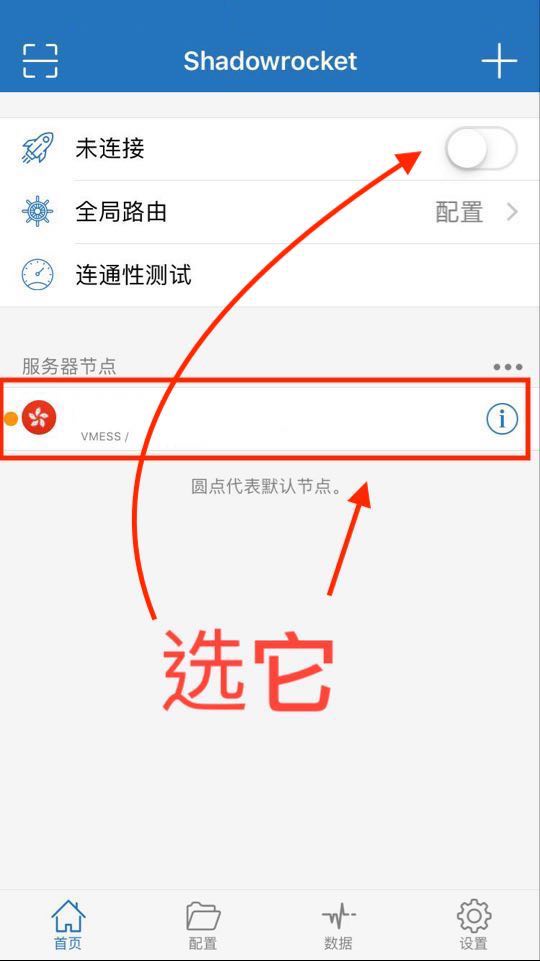 Shadowrocket
未连接
全局路由 配置
连通性测试
服务器节点
VMESS /
圆点代表默认节点。
选它
首页 配置 数据 设置